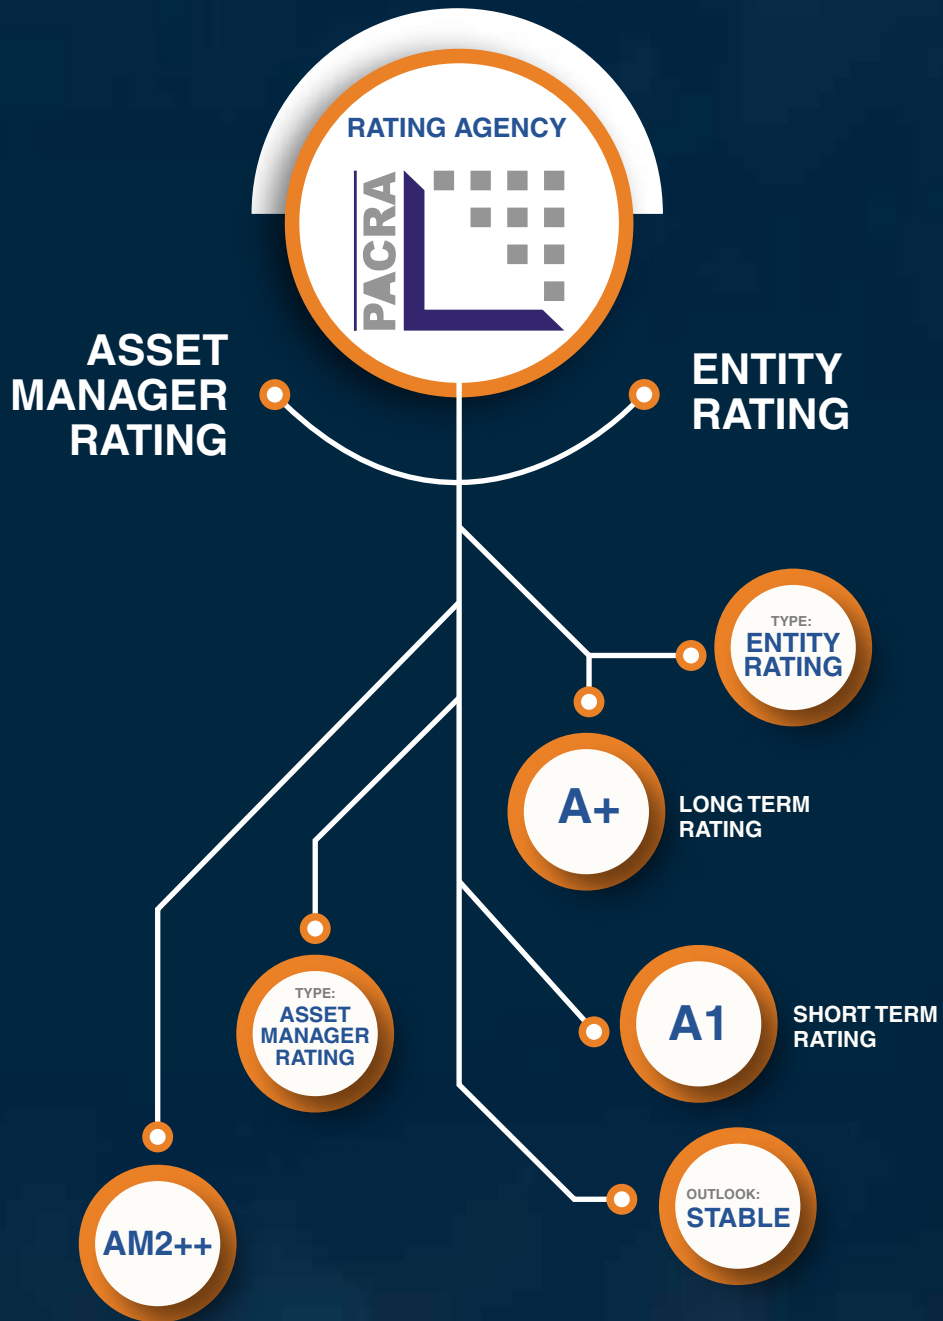 RATING AGENCY
PACRA
ASSET
MANAGER
RATING
ENTITY
RATING
TYPE:
ENTITY
RATING
A+
LONG TERM
RATING
TYPE:
ASSET
MANAGER
RATING
A1
SHORT TERM
RATING
AM2++
OUTLOOK:
STABLE